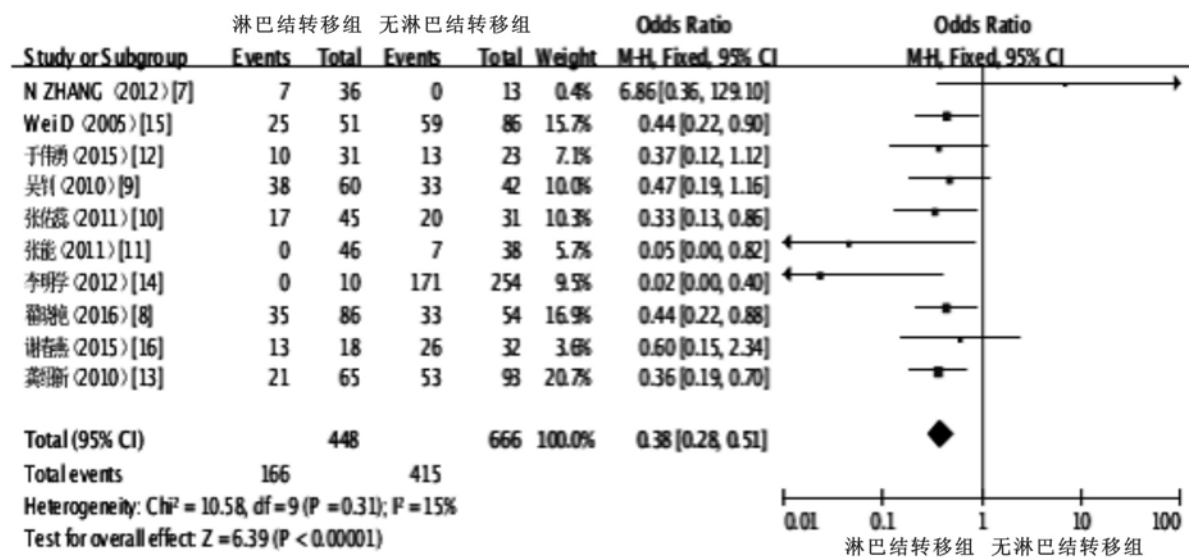 淋巴结转移组 无淋巴结转移组 Odds Ratio Odds Ratio
Study or Subgroup Events Total Events Total Weight M-H, Fixed, 95% CI M-H, Fixed, 95% CI
N ZHANG (2012) [7] 7 36 0 13 0.4% 6.86 [0.36, 129.10]
Wei D (2005) [15] 25 51 59 86 15.7% 0.44 [0.22, 0.90]
于伟勇 (2015) [12] 10 31 13 23 7.1% 0.37 [0.12, 1.12]
(2010) [9] 38 60 33 42 10.0% 0.47 [0.19, 1.16]
(2011) [10] 17 45 20 31 10.3% 0.33 [0.13, 0.86]
张能 (2011) [11] 0 46 7 38 5.7% 0.05 [0.00, 0.82]
李明学 (2012) [14] 0 10 171 254 9.5% 0.02 [0.00, 0.40]
(2016) [8] 35 86 33 54 16.9% 0.44 [0.22, 0.88]
谢春燕 (2015) [16] 13 18 26 32 3.6% 0.60 [0.15, 2.34]
(2010) [13] 21 65 53 93 20.7% 0.36 [0.19, 0.70]
Total (95% CI) 448 666 100.0% 0.38 [0.28, 0.51]
Total events 166 415
Heterogeneity: Chi² = 10.58, df = 9 (P = 0.31); I² = 15%
Test for overall effect: Z = 6.39 (P < 0.00001)
0.01 0.1 1 10 100
淋巴结转移组 无淋巴结转移组